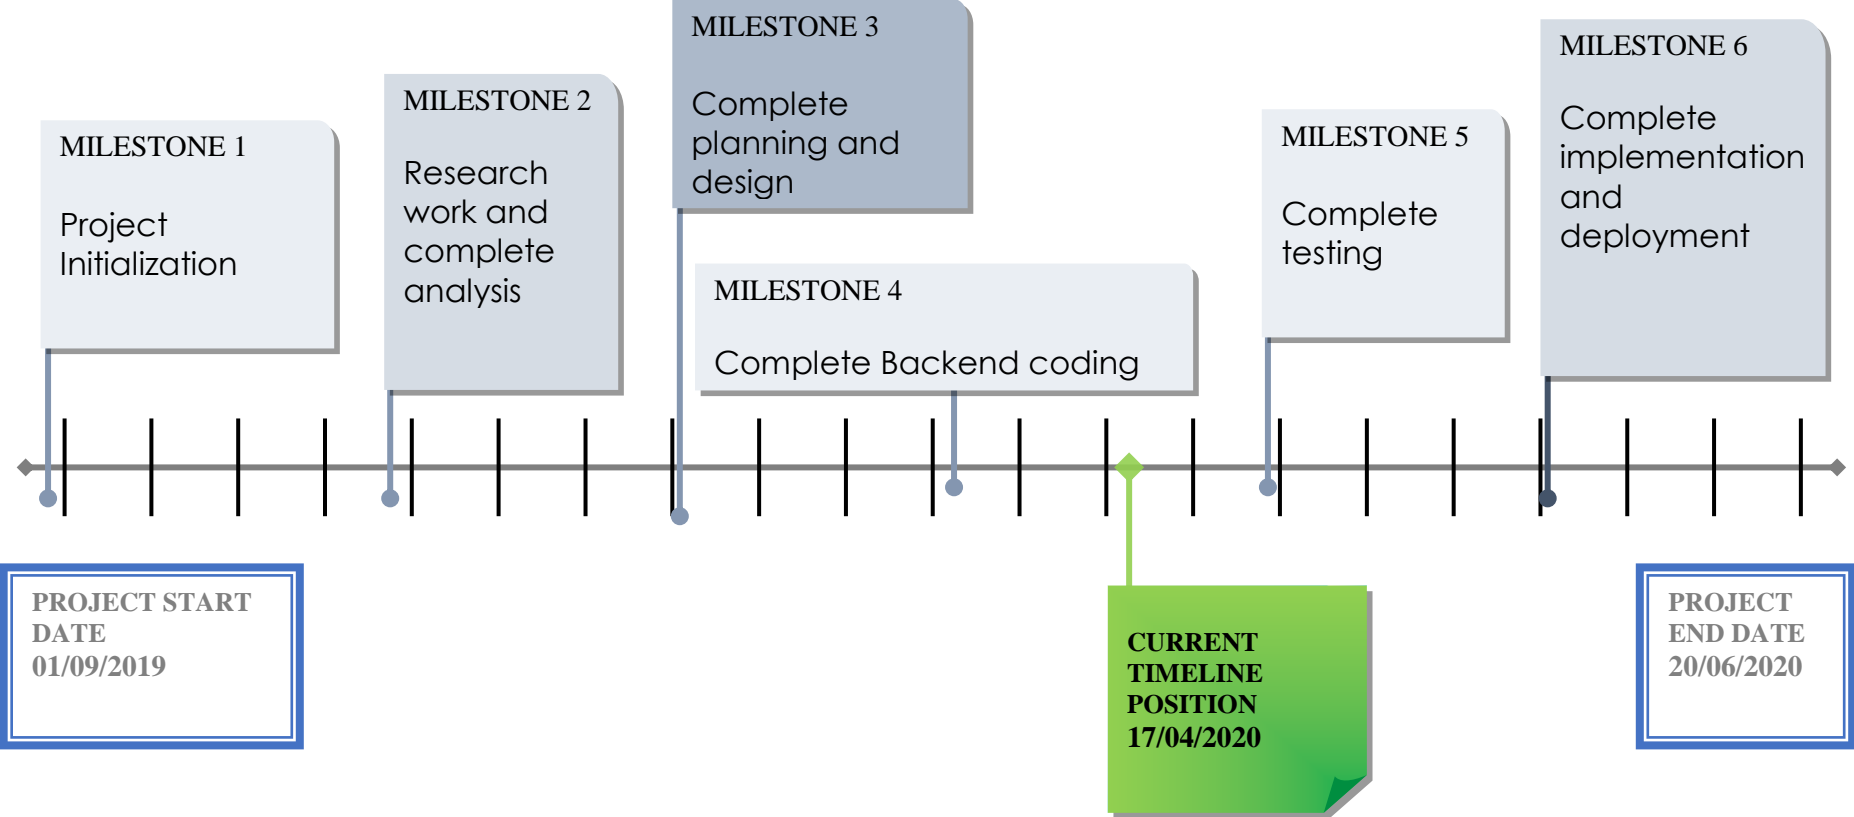 MILESTONE 1
Project
Initialization
MILESTONE 2
Research
work and
complete
analysis
MILESTONE 3
Complete
planning and
design
MILESTONE 4
Complete Backend coding
MILESTONE 5
Complete
testing
MILESTONE 6
Complete
implementation
and
deployment
PROJECT START
DATE
01/09/2019
CURRENT
TIMELINE
POSITION
17/04/2020
PROJECT
END DATE
20/06/2020